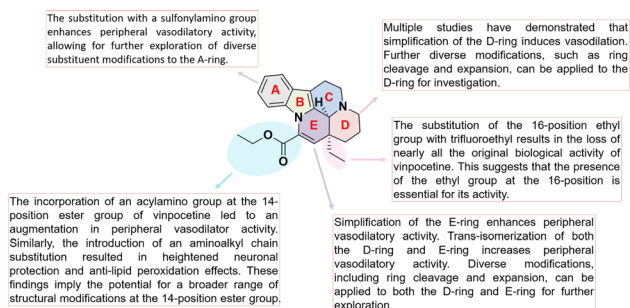 The substitution with a sulfonylamino group
enhances peripheral vasodilatory activity,
allowing for further exploration of diverse
substituent modifications to the A-ring.
Multiple studies have demonstrated that
simplification of the D-ring induces vasodilation.
Further diverse modifications, such as ring
cleavage and expansion, can be applied to the
D-ring for investigation.
A
B
C
H
N
N
E
D
O
O
The substitution of the 16-position ethyl
group with trifluoroethyl results in the loss of
nearly all the original biological activity of
vinpocetine. This suggests that the presence
of the ethyl group at the 16-position is
essential for its activity.
The incorporation of an acylamino group at the 14-
position ester group of vinpocetine led to an
augmentation in peripheral vasodilator activity.
Similarly, the introduction of an aminoalkyl chain
substitution resulted in heightened neuronal
protection and anti-lipid peroxidation effects. These
findings imply the potential for a broader range of
structural modifications at the 14-position ester group.
Simplification of the E-ring enhances peripheral
vasodilatory activity. Trans-isomerization of both
the D-ring and E-ring increases peripheral
vasodilatory activity. Diverse modifications,
including ring cleavage and expansion, can be
applied to both the D-ring and E-ring for further
exploration.